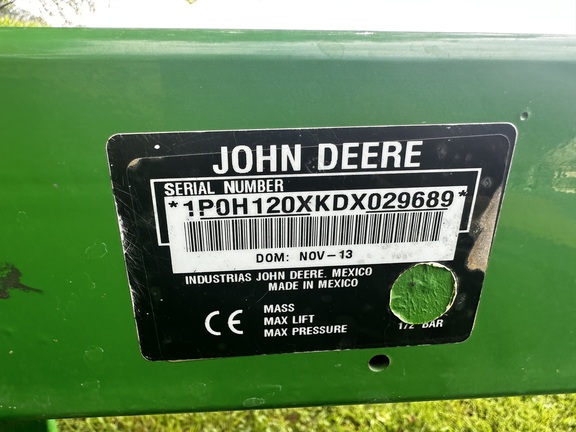 JOHN DEERE
SERIAL NUMBER
*1P0H120XKDX029689*
DOM: NOV-13
INDUSTRIAS JOHN DEERE, MEXICO
MADE IN MEXICO
CE
MASS
MAX LIFT
MAX PRESSURE
172 BAR